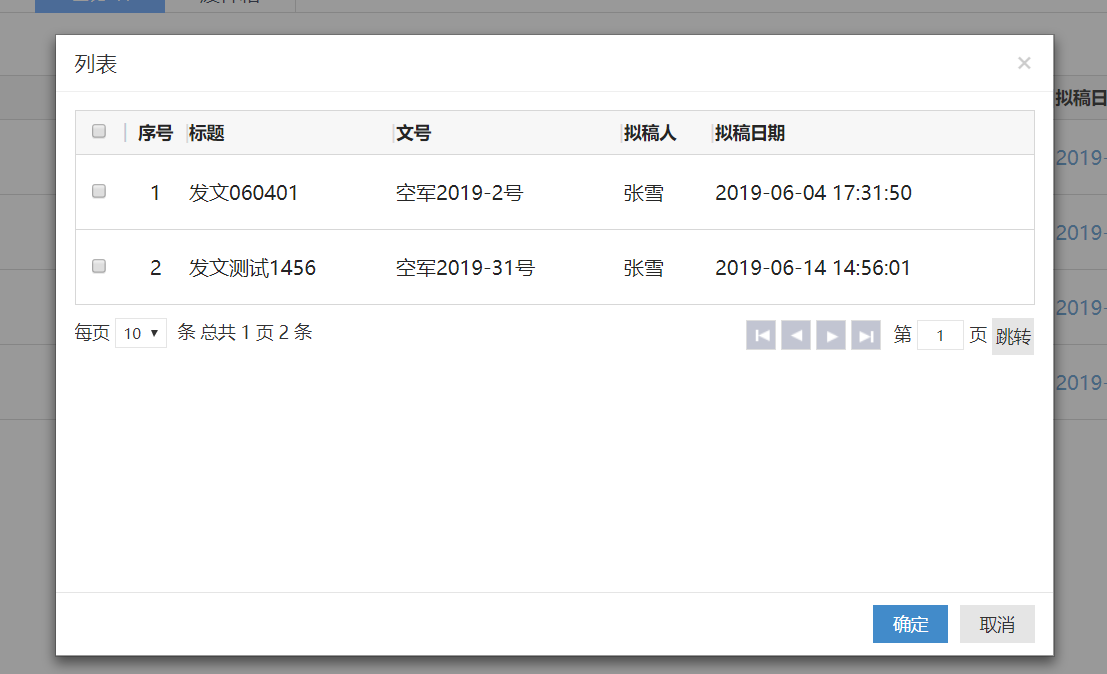 列表
×
序号 标题 文号 拟稿人 拟稿日期
1 发文060401 空军2019-2号 张雪 2019-06-04 17:31:50
2 发文测试1456 空军2019-31号 张雪 2019-06-14 14:56:01
每页 10 条 总共 1 页 2 条 第 1 页 跳转
确定 取消
拟稿日
2019-
2019-
2019-
2019-